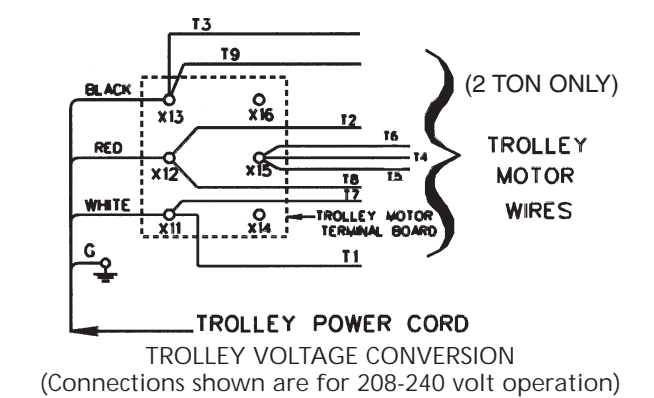 T3
T9
BLACK
(2 TON ONLY)
X13
X16
T2
T6
RED
TROLLEY
X12
X15
T4
T5
MOTOR
T8
T7
WHITE
WIRES
X11
X14
TROLLEY MOTOR
TERMINAL BOARD
G
T1
TROLLEY POWER CORD
TROLLEY VOLTAGE CONVERSION
(Connections shown are for 208-240 volt operation)